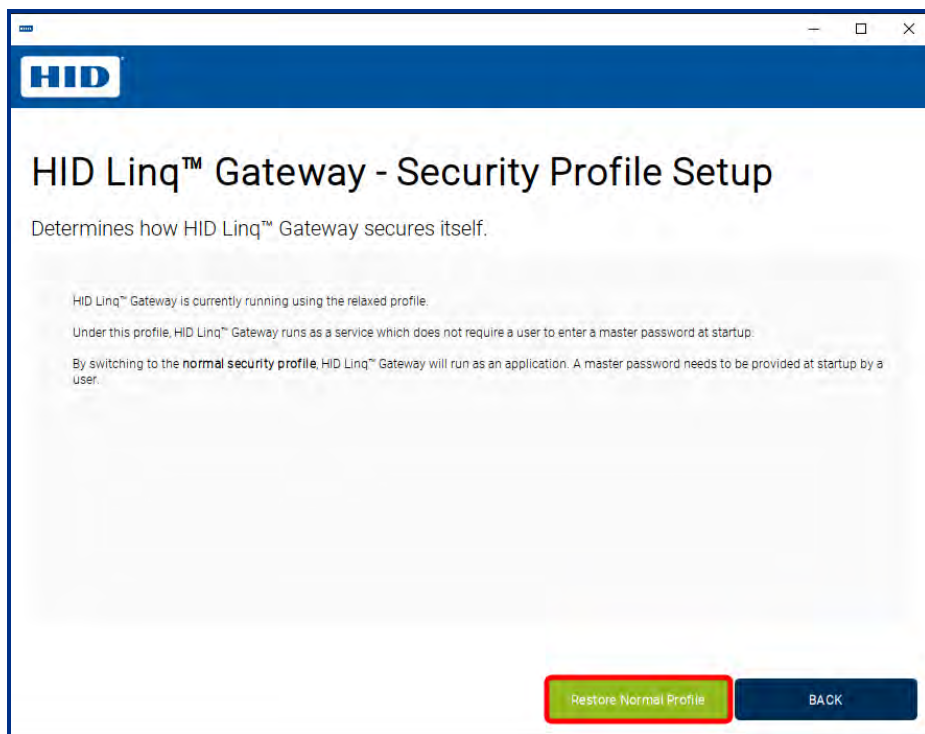 HID
HID Linq™ Gateway - Security Profile Setup
Determines how HID Linq™ Gateway secures itself.
HID Linq™ Gateway is currently running using the relaxed profile.
Under this profile, HID Linq™ Gateway runs as a service which does not require a user to enter a master password at startup.
By switching to the normal security profile, HID Linq™ Gateway will run as an application. A master password needs to be provided at startup by a
user.
Restore Normal Profile BACK